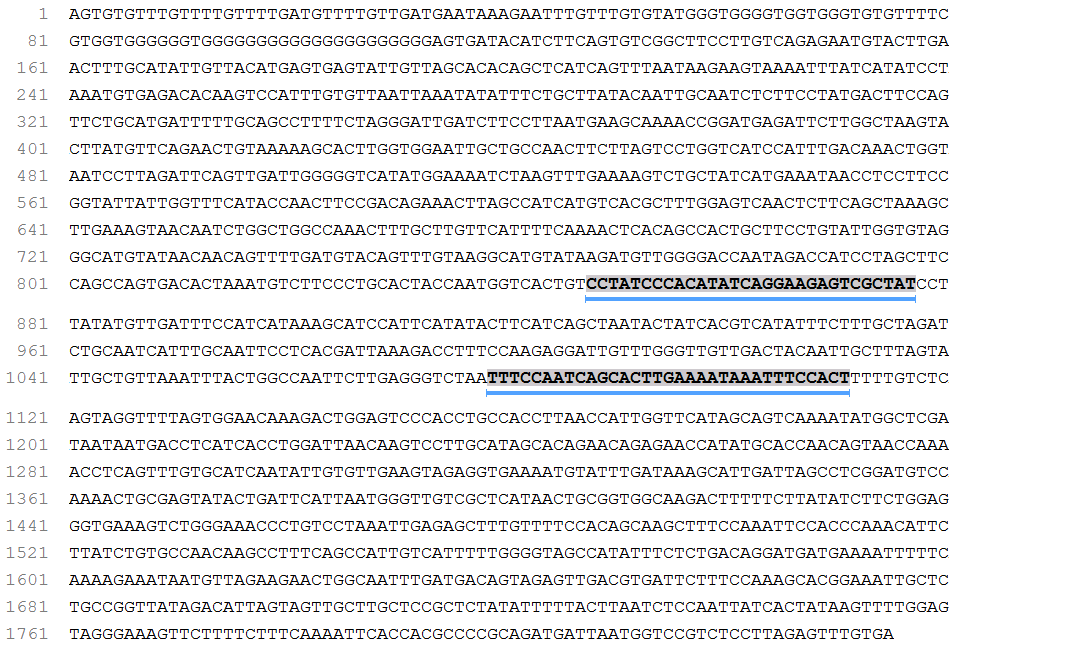 1 AGTGTGTTTGTTTTGTTTTGATGTTTTGTTGATGAATAAAGAATTTGTTTGTGTATGGGTGGGGTGGTGGGTGTGTTTTC
81 GTGGTGGGGGGTGGGGGGGGGGGGGGGGGGGGGAGTGATACATCTTCAGTGTCGGCTTCCTTGTCAGAGAATGTACTTGA
161 ACTTTGCATATTGTTACATGAGTGAGTATTGTTAGCACACAGCTCATCAGTTTAATAAGAAGTAAAATTTATCATATCCT
241 AAATGTGAGACACAAGTCCATTTGTGTTAATTAAATATATTTCTGCTTATACAATTGCAATCTCTTCCTATGACTTCCAG
321 TTCTGCATGATTTTTGCAGCCTTTTCTAGGGATTGATCTTCCTTAATGAAGCAAAACCGGATGAGATTCTTGGCTAAGTA
401 CTTATGTTCAGAACTGTAAAAAGCACTTGGTGGAATTGCTGCCAACTTCTTAGTCCTGGTCATCCATTTGACAAACTGGT
481 AATCCTTAGATTCAGTTGATTGGGGGTCATATGGAAAATCTAAGTTTGAAAAGTCTGCTATCATGAAATAACCTCCTTCC
561 GGTATTATTGGTTTCATACCAACTTCCGACAGAAACTTAGCCATCATGTCACGCTTTGGAGTCAACTCTTCAGCTAAAGC
641 TTGAAAGTAACAATCTGGCTGGCCAAACTTTGCTTGTTCATTTTCAAAACTCACAGCCACTGCTTCCTGTATTGGTGTAG
721 GGCATGTATAACAACAGTTTTGATGTACAGTTTGTAAGGCATGTATAAGATGTTGGGGACCAATAGACCATCCTAGCTTC
801 CAGCCAGTGACACTAAATGTCTTCCCTGCACTACCAATGGTCACTGTCCTATCCCACATATCAGGAAGAGTCGCTATCCT
881 TATATGTTGATTTCCATCATAAAGCATCCATTCATATACTTCATCAGCTAATACTATCACGTCATATTTCTTTGCTAGAT
961 CTGCAATCATTTGCAATTCCTCACGATTAAAGACCTTTCCAAGAGGATTGTTTGGGTTGTTGACTACAATTGCTTTAGTA
1041 TTGCTGTTAAATTTACTGGCCAATTCTTGAGGGTCTAATTTCCAATCAGCACTTGAAAATAAATTTCCACTTTTTGTCTC
1121 AGTAGGTTTTAGTGGAACAAAGACTGGAGTCCCACCTGCCACCTTAACCATTGGTTCATAGCAGTCAAAATATGGCTCGA
1201 TAATAATGACCTCATCACCTGGATTAACAAGTCCTTGCATAGCACAGAACAGAGAACCATATGCACCAACAGTAACCAAA
1281 ACCTCAGTTTGTGCATCAATATTGTGTTGAAGTAGAGGTGAAAATGTATTTGATAAAGCATTGATTAGCCTCGGATGTCC
1361 AAAACTGCGAGTATACTGATTCATTAATGGGTTGTCGCTCATAACTGCGGTGGCAAGACTTTTTCTTATATCTTCTGGAG
1441 GGTGAAAGTCTGGGAAACCCTGTCCTAAATTGAGAGCTTTGTTTTCCACAGCAAGCTTTCCAAATTCCACCCAAACATTC
1521 TTATCTGTGCCAACAAGCCTTTCAGCCATTGTCATTTTTGGGGTAGCCATATTTCTCTGACAGGATGATGAAAATTTTTC
1601 AAAAGAAATAATGTTAGAAGAACTGGCAATTTGATGACAGTAGAGTTGACGTGATTCTTTCCAAAGCACGGAAATTGCTC
1681 TGCCGGTTATAGACATTAGTAGTTGCTTGCTCCGCTCTATATTTTTACTTAATCTCCAATTATCACTATAAGTTTTGGAG
1761 TAGGGAAAGTTCTTTTCTTTCAAAATTCACCACGCCCCGCAGATGATTAATGGTCCGTCTCCTTAGAGTTTGTGA